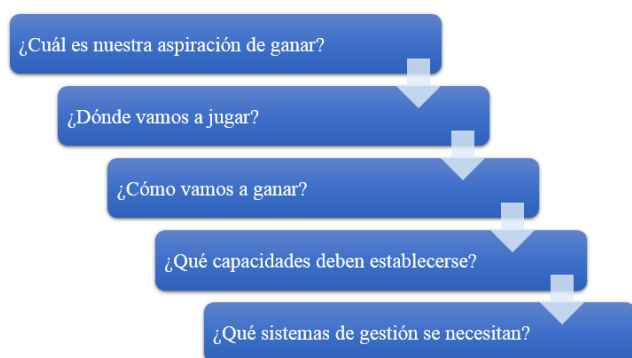 ¿Cuál es nuestra aspiración de ganar?
¿Dónde vamos a jugar?
¿Cómo vamos a ganar?
¿Qué capacidades deben establecerse?
¿Qué sistemas de gestión se necesitan?